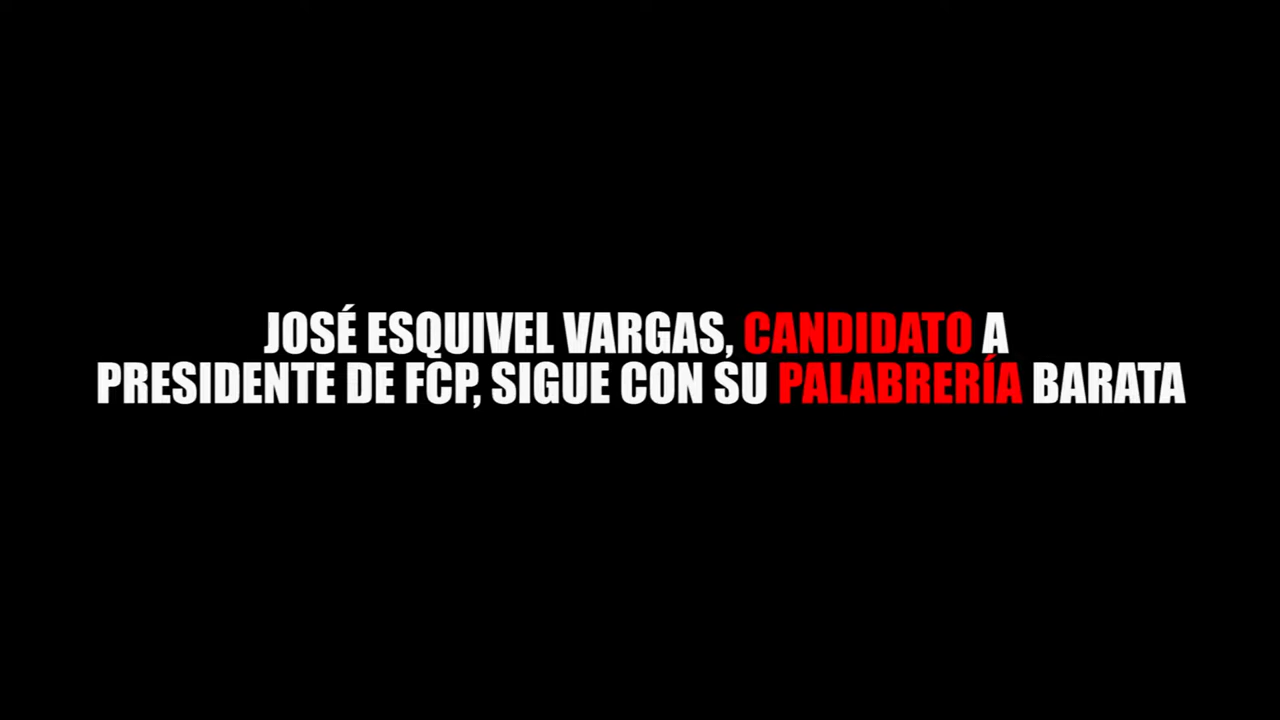 JOSÉ ESQUIVEL VARGAS, CANDIDATO A
PRESIDENTE DE FCP, SIGUE CON SU PALABRERÍA BARATA